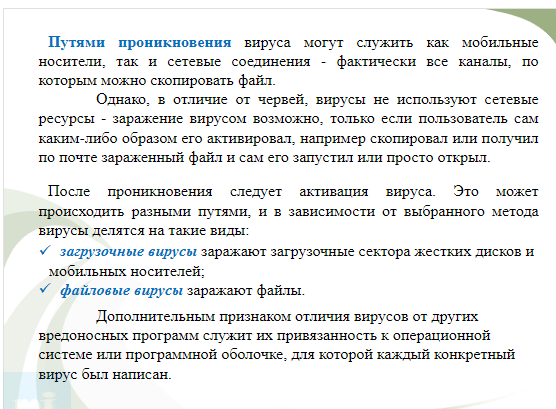 Путями проникновения вируса могут служить как мобильные
носители, так и сетевые соединения - фактически все каналы, по
которым можно скопировать файл.
Однако, в отличие от червей, вирусы не используют сетевые
ресурсы - заражение вирусом возможно, только если пользователь сам
каким-либо образом его активировал, например скопировал или получил
по почте зараженный файл и сам его запустил или просто открыл.
После проникновения следует активация вируса. Это может
происходить разными путями, и в зависимости от выбранного метода
вирусы делятся на такие виды:
✓ загрузочные вирусы заражают загрузочные сектора жестких дисков и
мобильных носителей;
✓ файловые вирусы заражают файлы.
Дополнительным признаком отличия вирусов от других
вредоносных программ служит их привязанность к операционной
системе или программной оболочке, для которой каждый конкретный
вирус был написан.